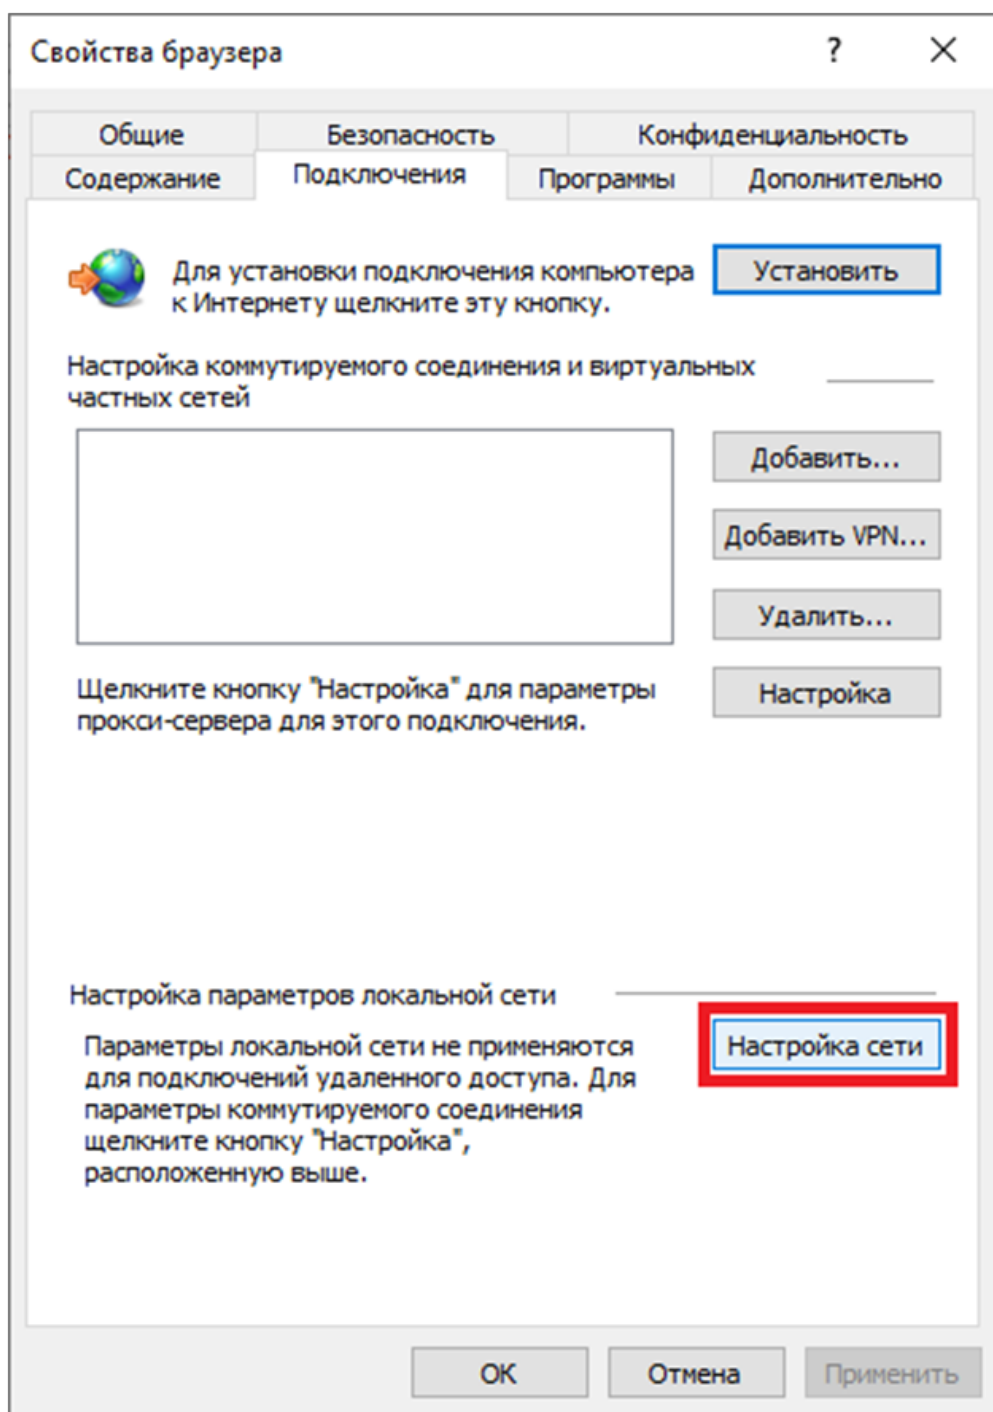 Свойства браузера
?
Общие
Безопасность
Конфиденциальность
Содержание
Подключения
Программы
Дополнительно
Для установки подключения компьютера
к Интернету щелкните эту кнопку.
Установить
Настройка коммутируемого соединения и виртуальных
частных сетей
Добавить...
Добавить VPN...
Удалить...
Щелкните кнопку "Настройка" для параметры
прокси-сервера для этого подключения.
Настройка
Настройка параметров локальной сети
Параметры локальной сети не применяются
для подключений удаленного доступа. Для
параметры коммутируемого соединения
щелкните кнопку "Настройка",
расположенную выше.
Настройка сети
ОК
Отмена
Применить